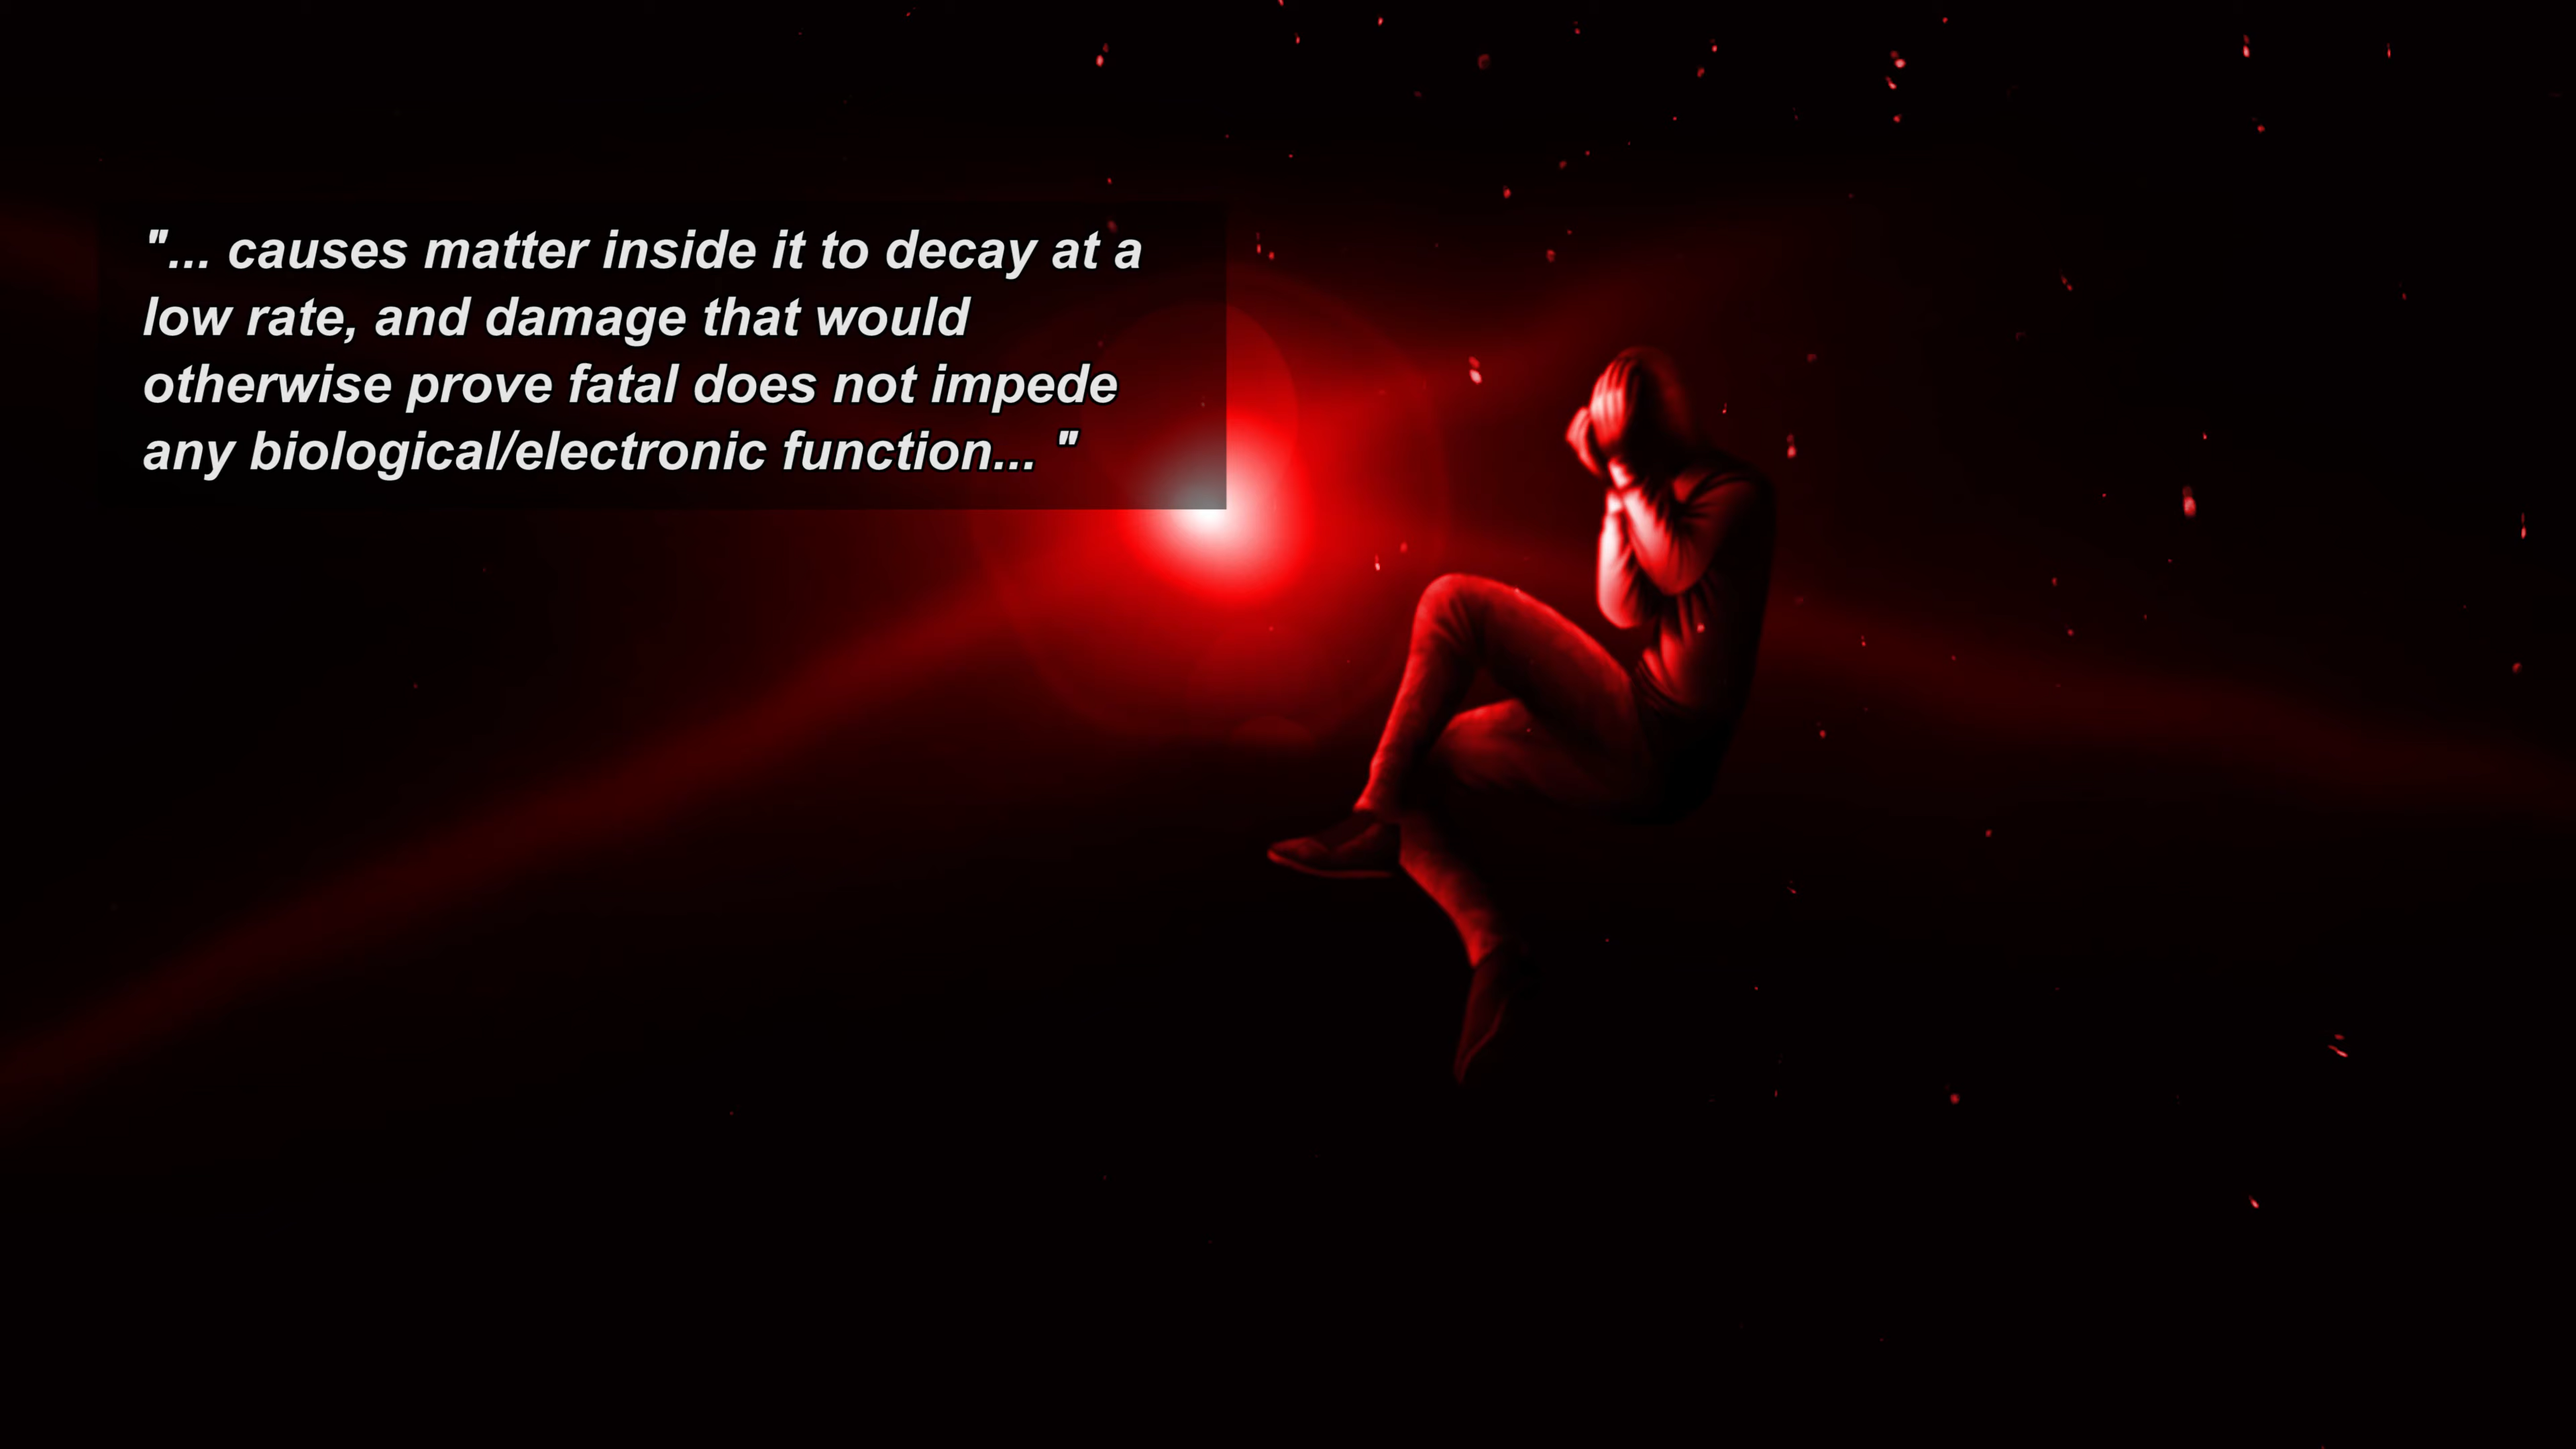 "... causes matter inside it to decay at a
low rate, and damage that would
otherwise prove fatal does not impede
any biological/electronic function... "